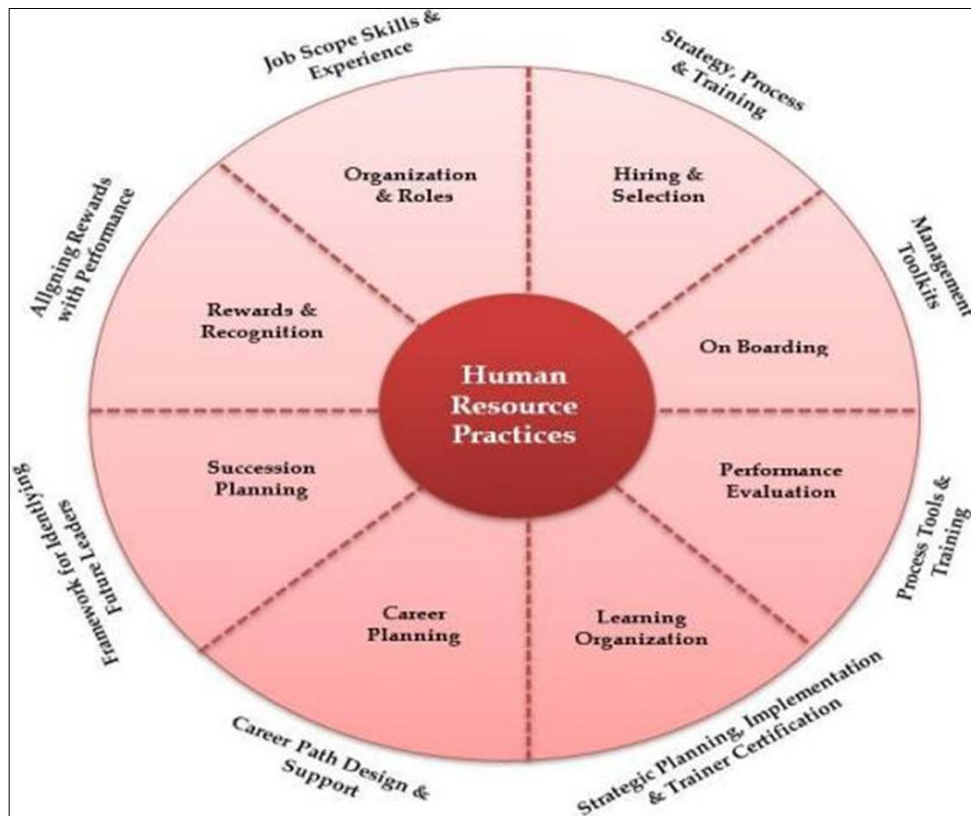 Job Scope Skills &
Experience
Strategy, Process
& Training
Organization
& Roles
Hiring &
Selection
Management
Toolkits
Aligning Rewards
with Performance
Rewards &
Recognition
On Boarding
Human
Resource
Practices
Succession
Planning
Performance
Evaluation
Process Tools &
Training
Framework for Identiying
Future Leaders
Career
Planning
Learning
Organization
Career Path Design &
Support
Strategic Planning, Implementation
& Trainer Certification